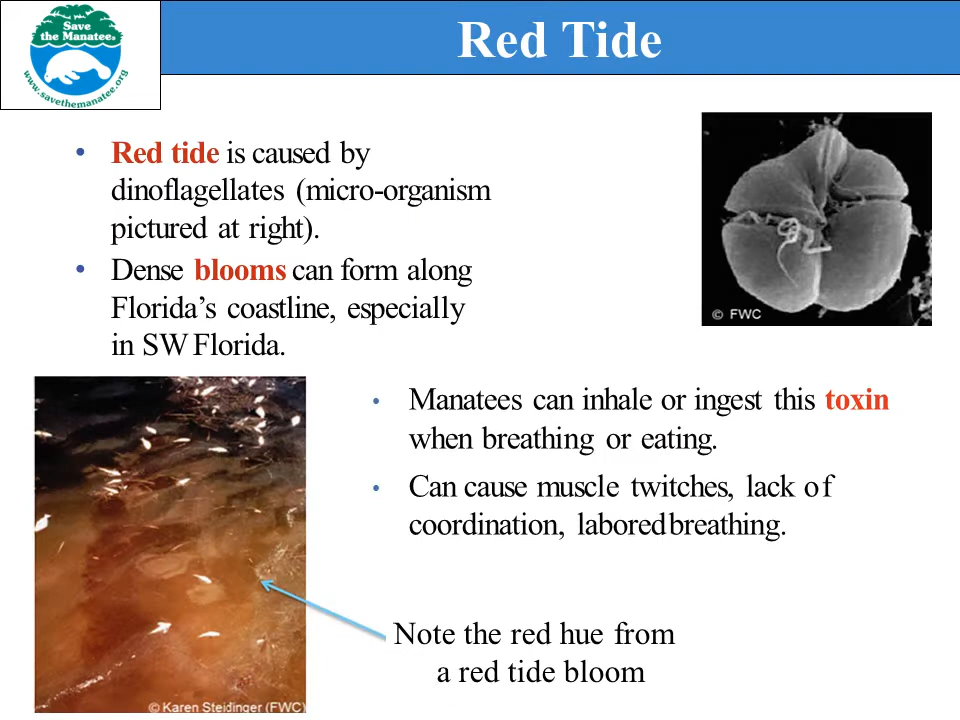 Save
the Manatee®
www.savethemanatee.org
Red Tide
• Red tide is caused by
dinoflagellates (micro-organism
pictured at right).
• Dense blooms can form along
Florida’s coastline, especially
in SW Florida.
© FWC
• Manatees can inhale or ingest this toxin
when breathing or eating.
• Can cause muscle twitches, lack of
coordination, labored breathing.
Note the red hue from
a red tide bloom
© Karen Steidinger (FWC)